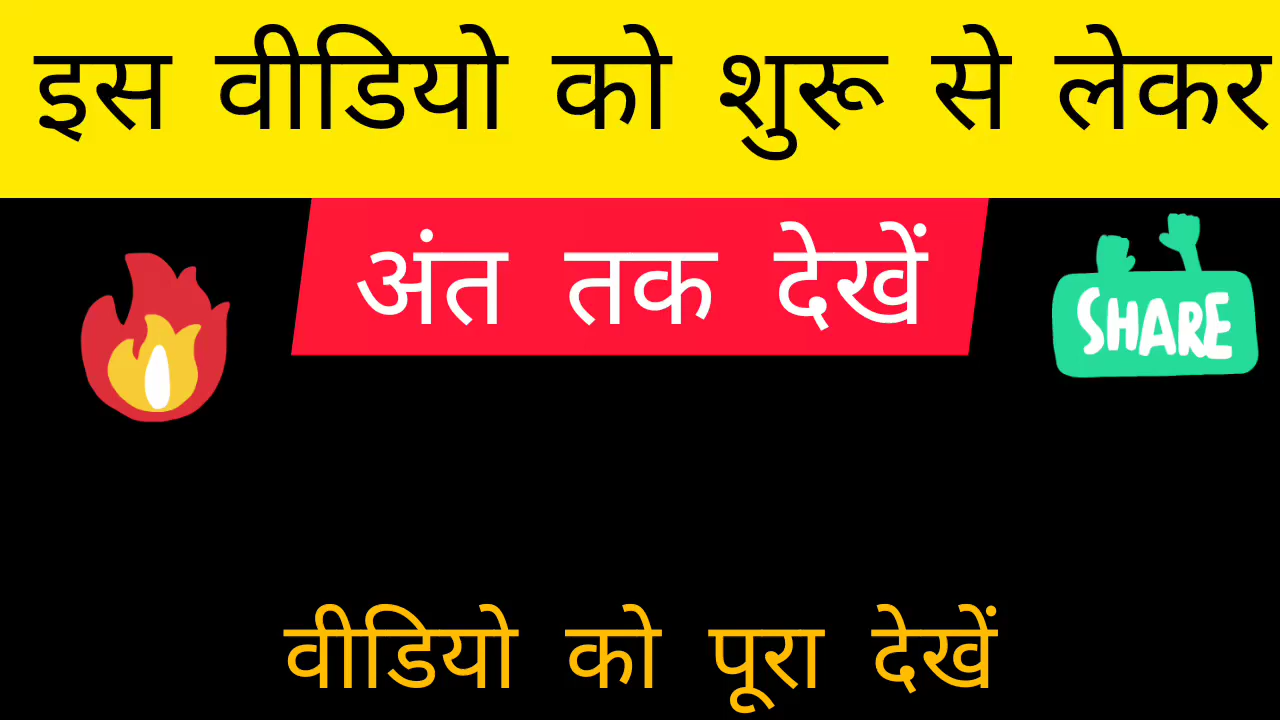 इस वीडियो को शुरू से लेकर
अंत तक देखें
SHARE
वीडियो को पूरा देखें